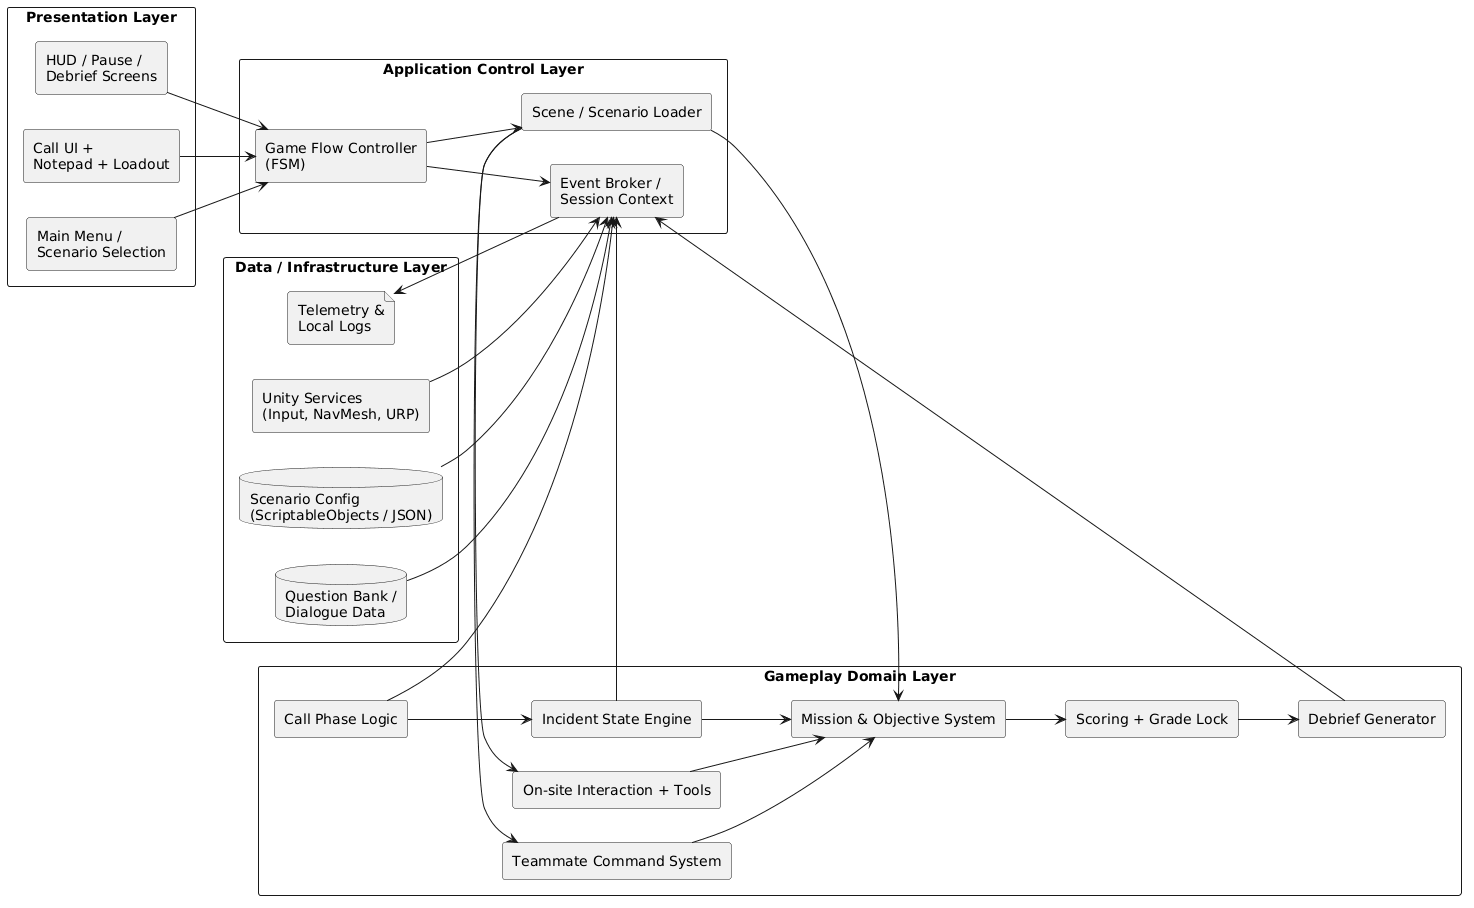 Presentation Layer
HUD / Pause /
Debrief Screens
Call UI +
Notepad + Loadout
Main Menu /
Scenario Selection
Application Control Layer
Scene / Scenario Loader
Game Flow Controller
(FSM)
Event Broker /
Session Context
Data / Infrastructure Layer
Telemetry &
Local Logs
Unity Services
(Input, NavMesh, URP)
Scenario Config
(ScriptableObjects / JSON)
Question Bank /
Dialogue Data
Gameplay Domain Layer
Call Phase Logic
Incident State Engine
Mission & Objective System
Scoring + Grade Lock
Debrief Generator
On-site Interaction + Tools
Teammate Command System